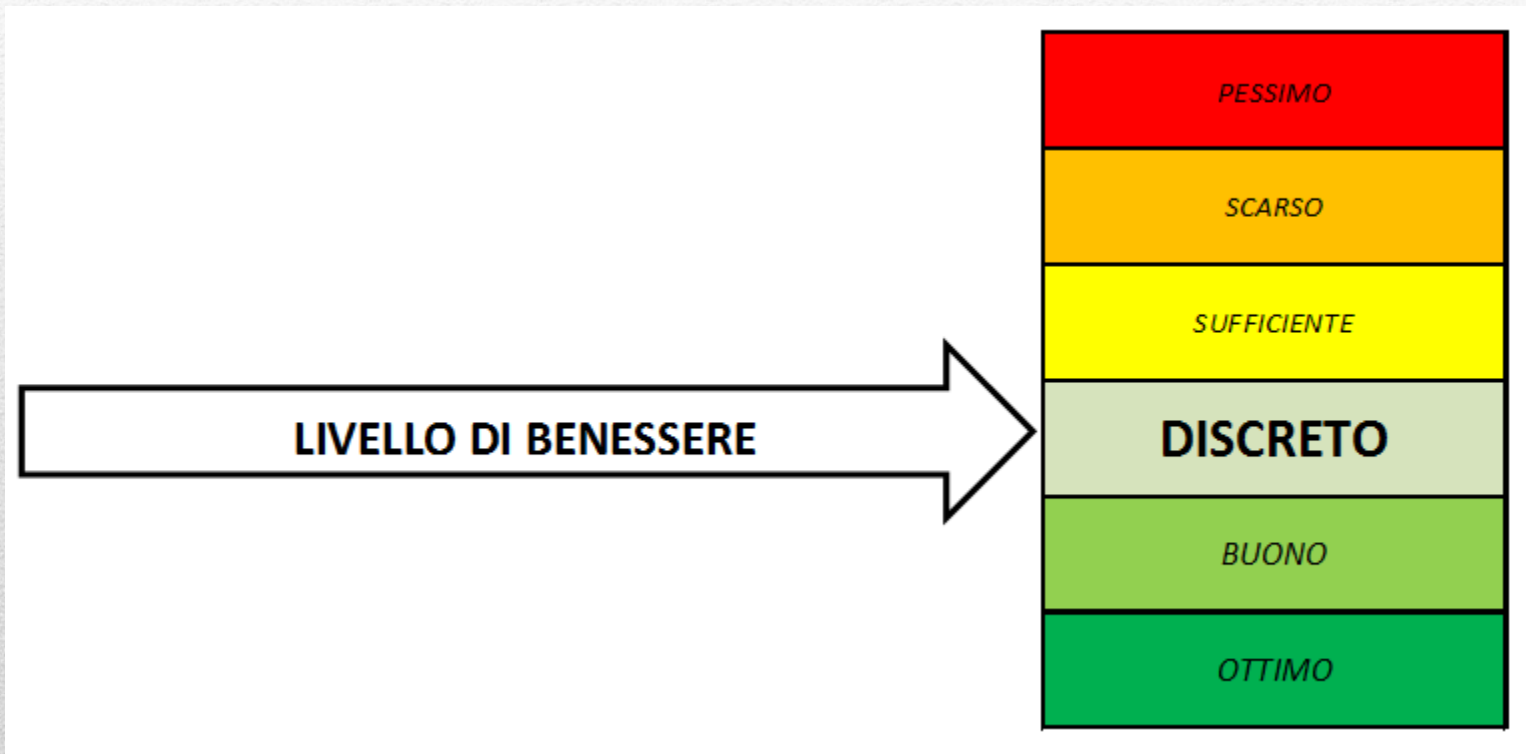 PESSIMO
SCARSO
SUFFICIENTE
LIVELLO DI BENESSERE
DISCRETO
BUONO
OTTIMO